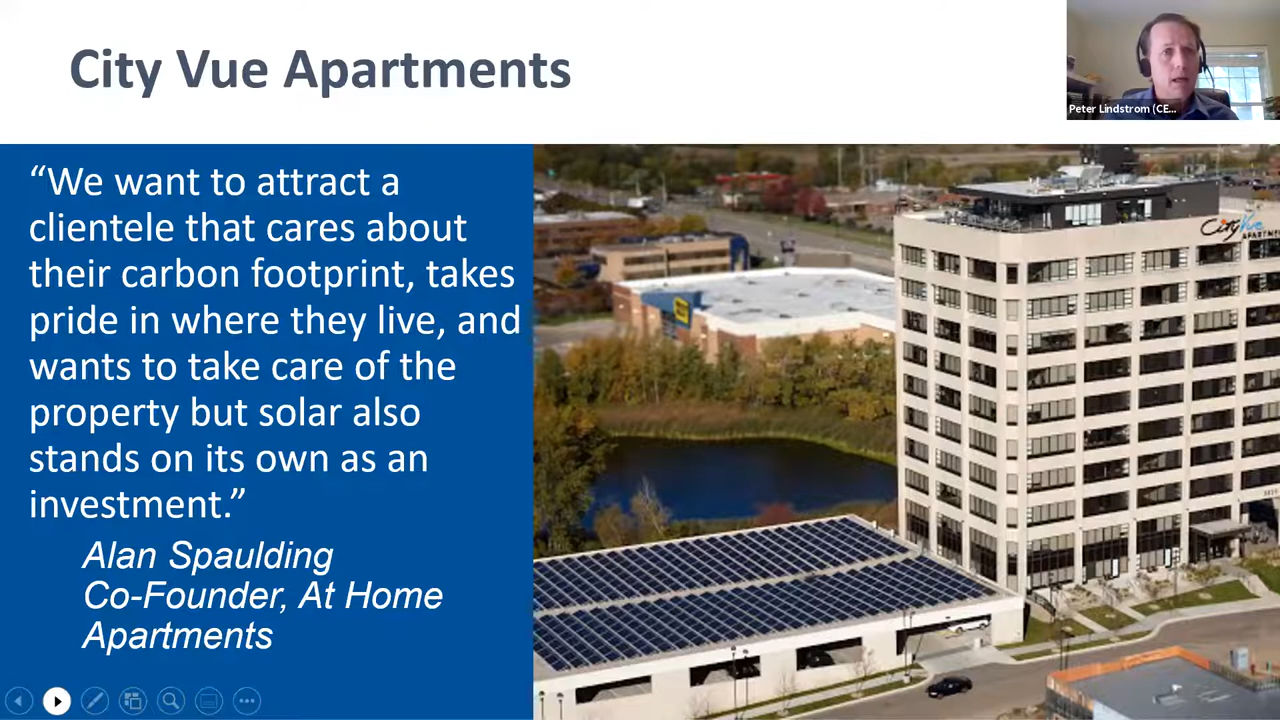 City Vue Apartments
Peter Lindstrom (CE...
“We want to attract a
clientele that cares about
their carbon footprint, takes
pride in where they live, and
wants to take care of the
property but solar also
stands on its own as an
investment.”
Alan Spaulding
Co-Founder, At Home
Apartments
CityVue